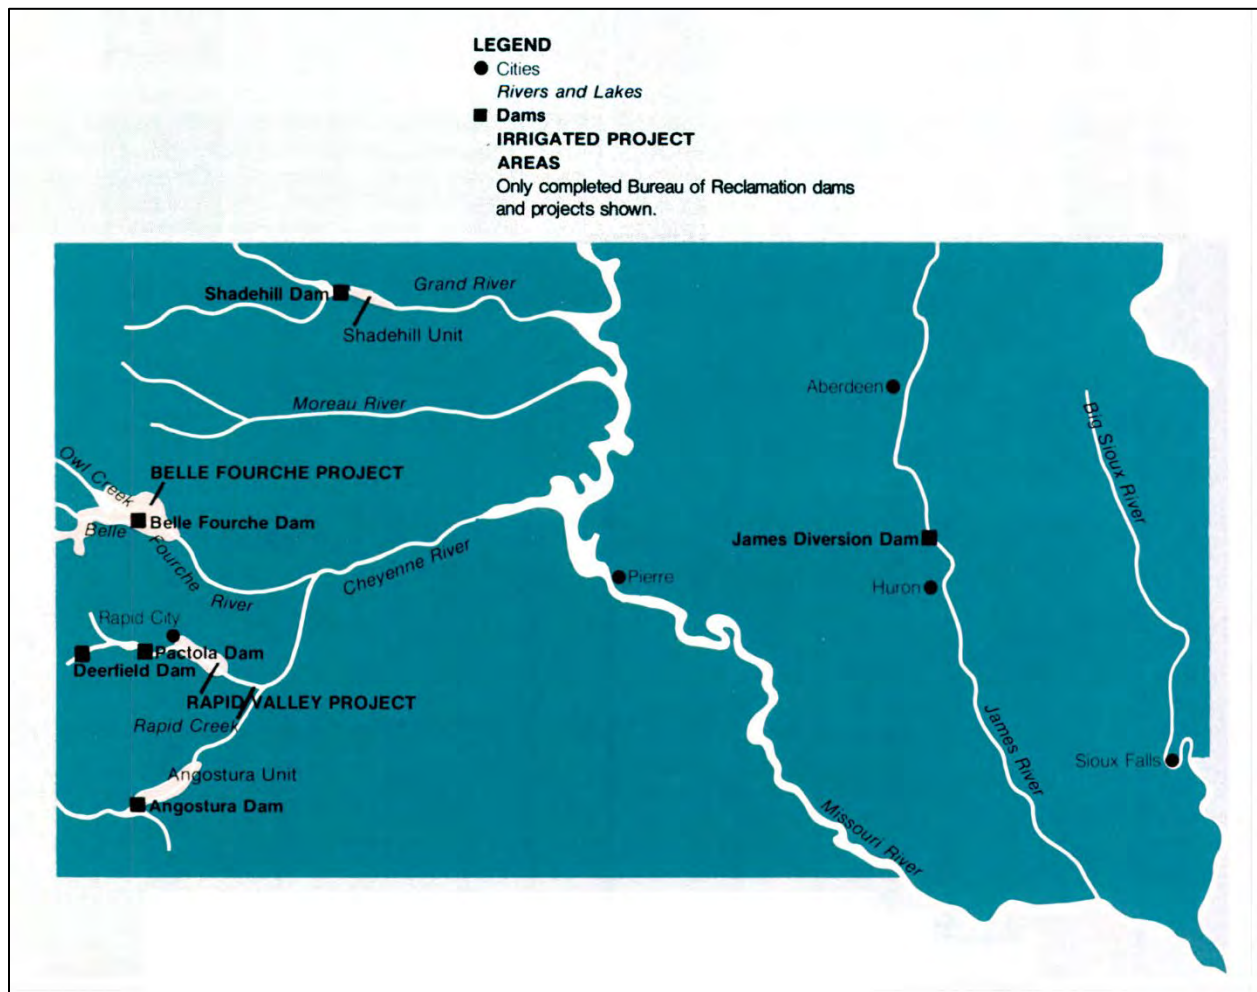 LEGEND
Cities
Rivers and Lakes
Dams
IRRIGATED PROJECT
AREAS
Only completed Bureau of Reclamation dams
and projects shown.
Grand River
Shadehill Dam
Shadehill Unit
Aberdeen
Moreau River
Big Sioux River
Owl Creek
BELLE FOURCHE PROJECT
Belle Fourche Dam
Belle Fourche River
James Diversion Dam
Cheyenne River
Pierre
Huron
Rapid City
Pactola Dam
Deerfield Dam
RAPID VALLEY PROJECT
Rapid Creek
James River
Sioux Falls
Angostura Unit
Angostura Dam
Missouri River